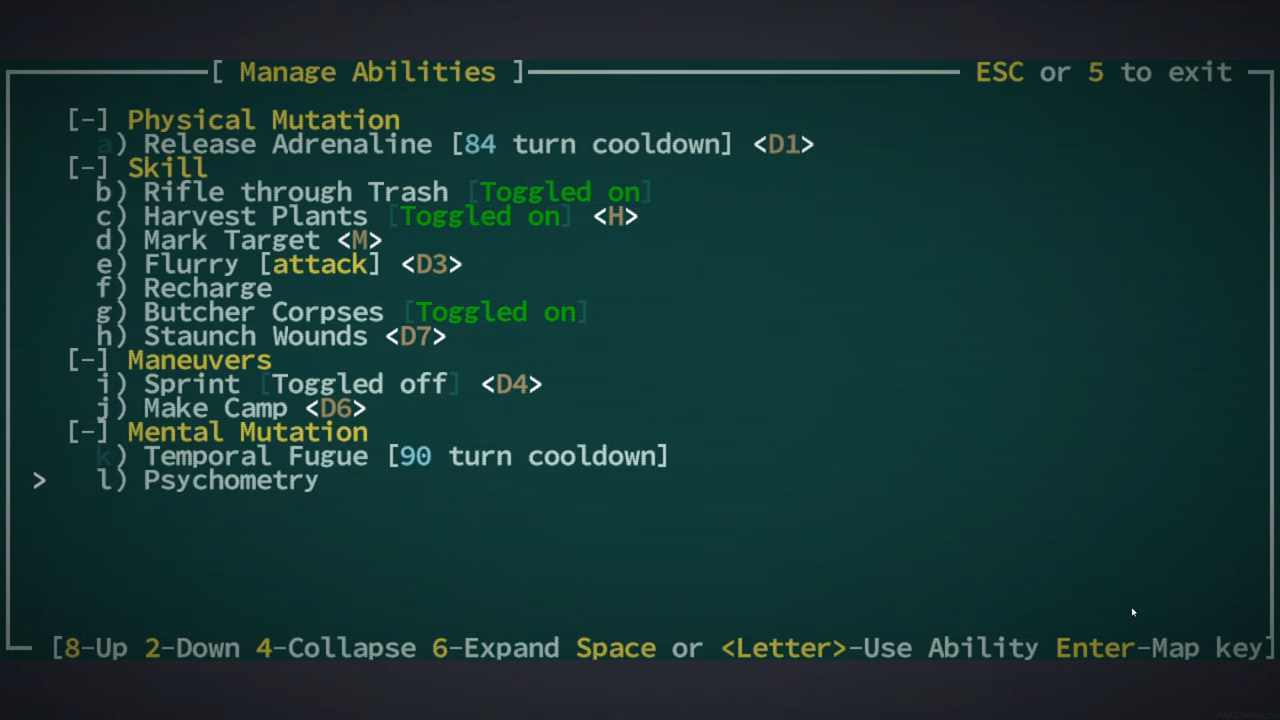 [ Manage Abilities ] ESC or 5 to exit
[-] Physical Mutation
a) Release Adrenaline [84 turn cooldown] <D1>
[-] Skill
b) Rifle through Trash [Toggled on]
c) Harvest Plants [Toggled on] <H>
d) Mark Target <M>
e) Flurry [attack] <D3>
f) Recharge
g) Butcher Corpses [Toggled on]
h) Staunch Wounds <D7>
[-] Maneuvers
i) Sprint [Toggled off] <D4>
j) Make Camp <D6>
[-] Mental Mutation
k) Temporal Fugue [90 turn cooldown]
> l) Psychometry
[8-Up 2-Down 4-Collapse 6-Expand Space or <Letter>-Use Ability Enter-Map key]